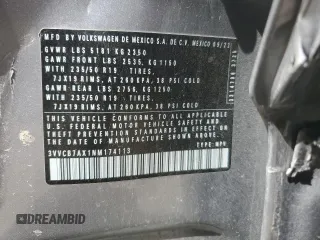 MFD BY VOLKSWAGEN DE MEXICO S.A. DE C.V. MEXICO 09/21
GVWR LBS 5181 KG 2350
GAWR FRONT LBS 2535, KG 1150
WITH 235/50 R19 TIRES,
7JX19 RIMS, AT 260 KPA, 38 PSI COLD
GAWR REAR LBS 2756, KG 1250
WITH 235/50 R19 TIRES,
7JX19 RIMS, AT 260 KPA, 38 PSI COLD
THIS VEHICLE CONFORMS TO ALL APPLICABLE
U.S. FEDERAL MOTOR VEHICLE SAFETY, BUMPER
AND THEFT PREVENTION STANDARDS IN EFFECT
ON THE DATE OF MANUFACTURE SHOWN ABOVE.
3VVCB7AX1NM174113
TYPE: MPV
DREAMBID